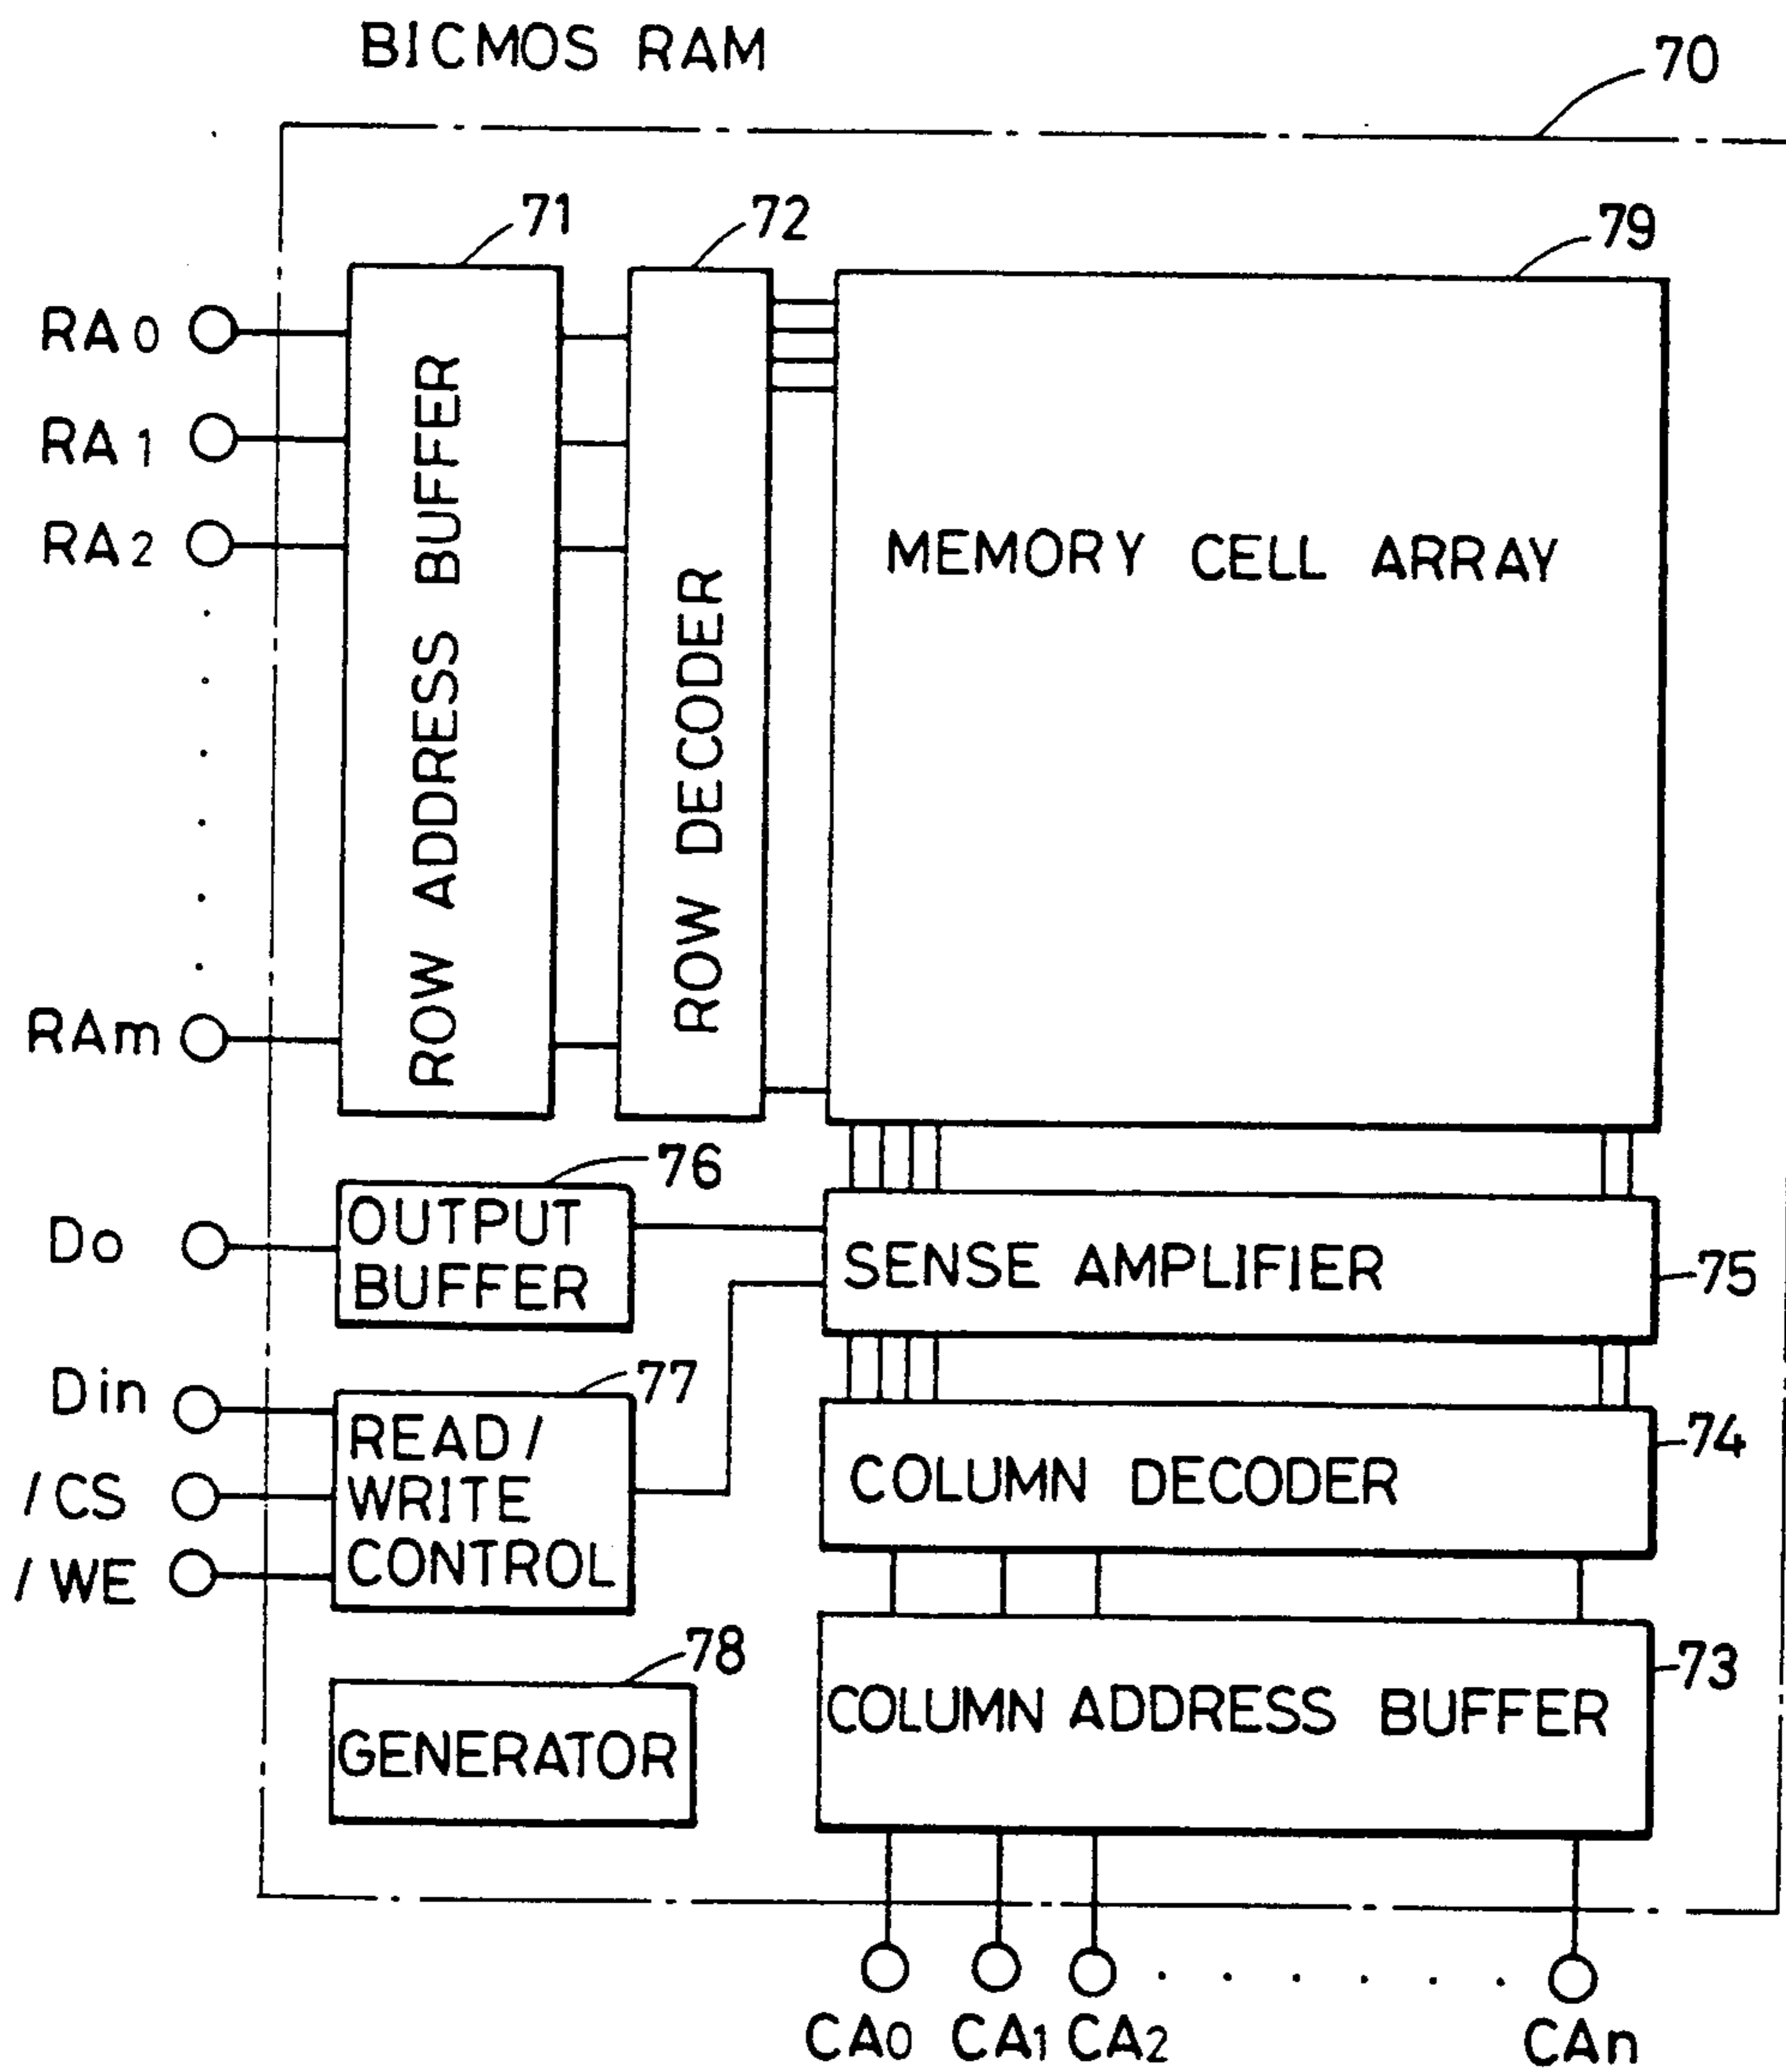 BICMOS RAM
70
71
72
79
RA0
RA1
RA2
RAm
ROW ADDRESS BUFFER
ROW DECODER
MEMORY CELL ARRAY
76
Do
OUTPUT
BUFFER
SENSE AMPLIFIER
75
77
Din
/CS
/WE
READ/
WRITE
CONTROL
74
COLUMN DECODER
78
GENERATOR
73
COLUMN ADDRESS BUFFER
CA0 CA1 CA2 CAn